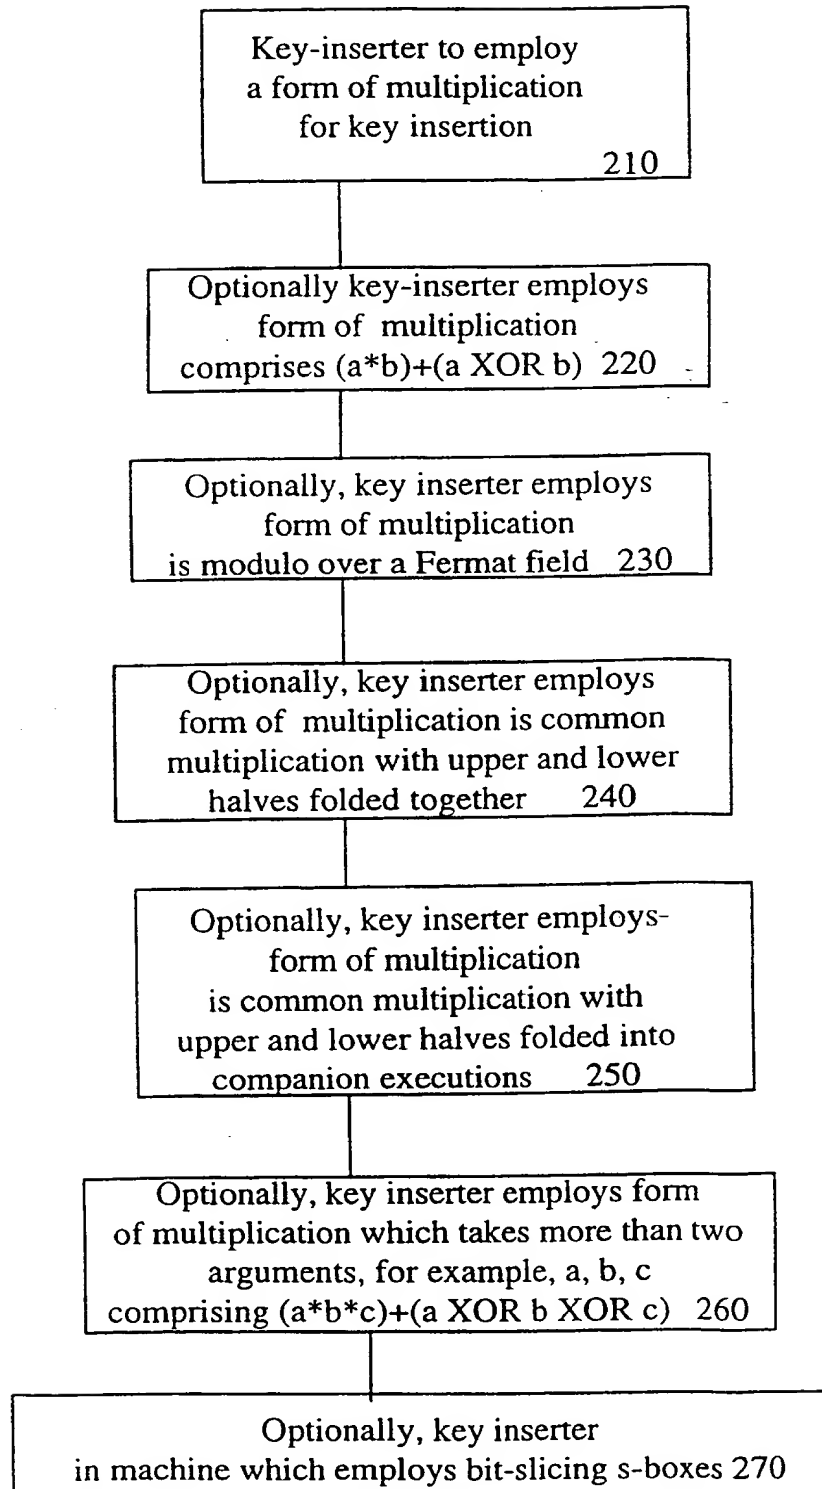 Key-inserter to employ
a form of multiplication
for key insertion
210
Optionally key-inserter employs
form of multiplication
comprises (a*b)+(a XOR b) 220
Optionally, key inserter employs
form of multiplication
is modulo over a Fermat field 230
Optionally, key inserter employs
form of multiplication is common
multiplication with upper and lower
halves folded together 240
Optionally, key inserter employs-
form of multiplication
is common multiplication with
upper and lower halves folded into
companion executions 250
Optionally, key inserter employs form
of multiplication which takes more than two
arguments, for example, a, b, c
comprising (a*b*c)+(a XOR b XOR c) 260
Optionally, key inserter
in machine which employs bit-slicing s-boxes 270